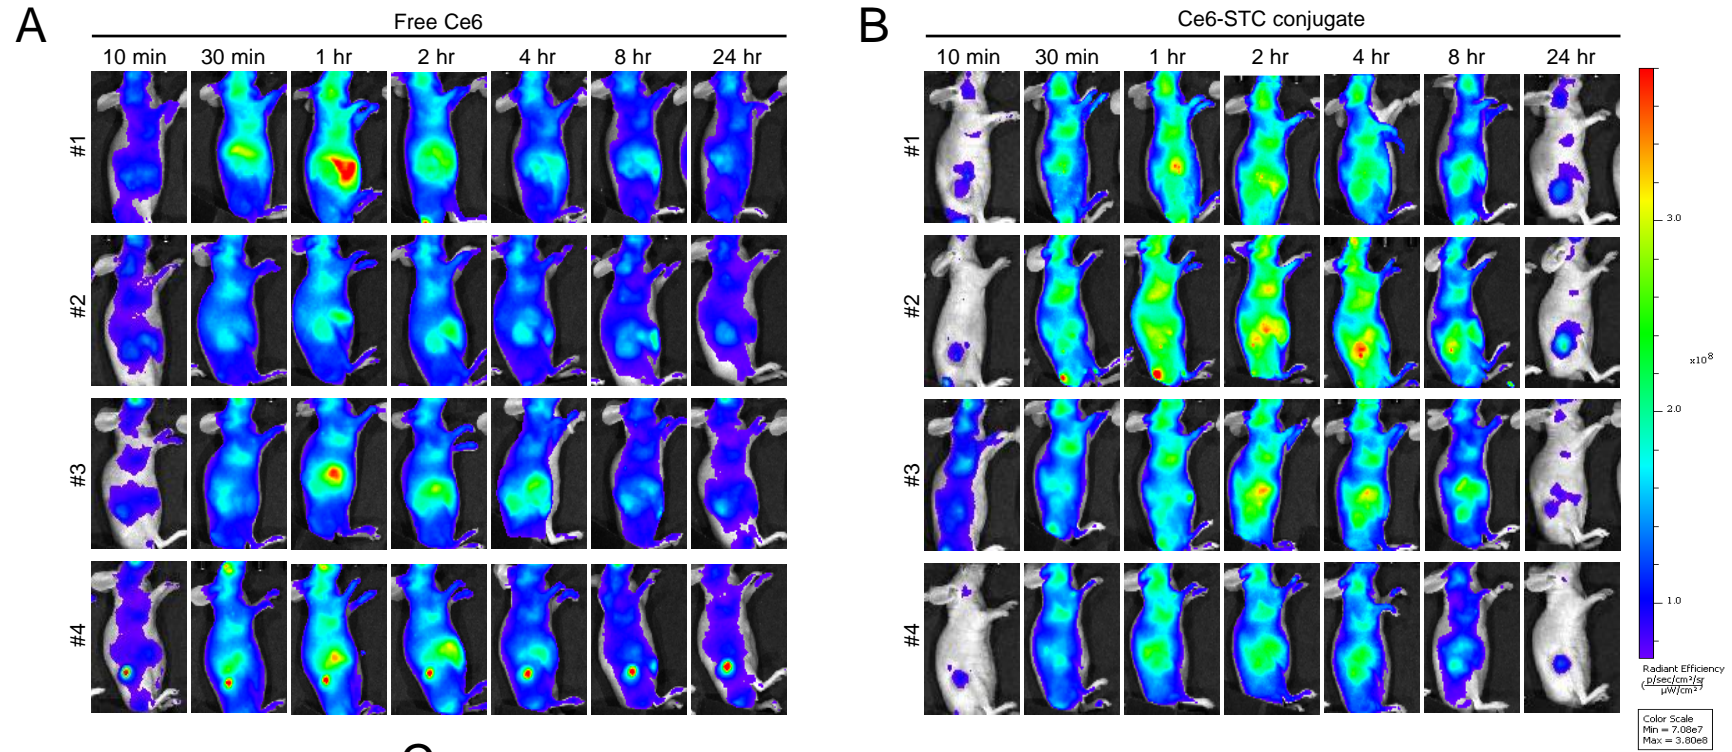 A
Free Ce6
10 min 30 min 1 hr 2 hr 4 hr 8 hr 24 hr
#1
#2
#3
#4
B
Ce6-STC conjugate
10 min 30 min 1 hr 2 hr 4 hr 8 hr 24 hr
#1
#2
#3
#4
3.0
x10⁸
2.0
1.0
Radiant Efficiency
(p/sec/cm²/sr
µW/cm²)
Color Scale
Min = 7.08e7
Max = 3.80e8